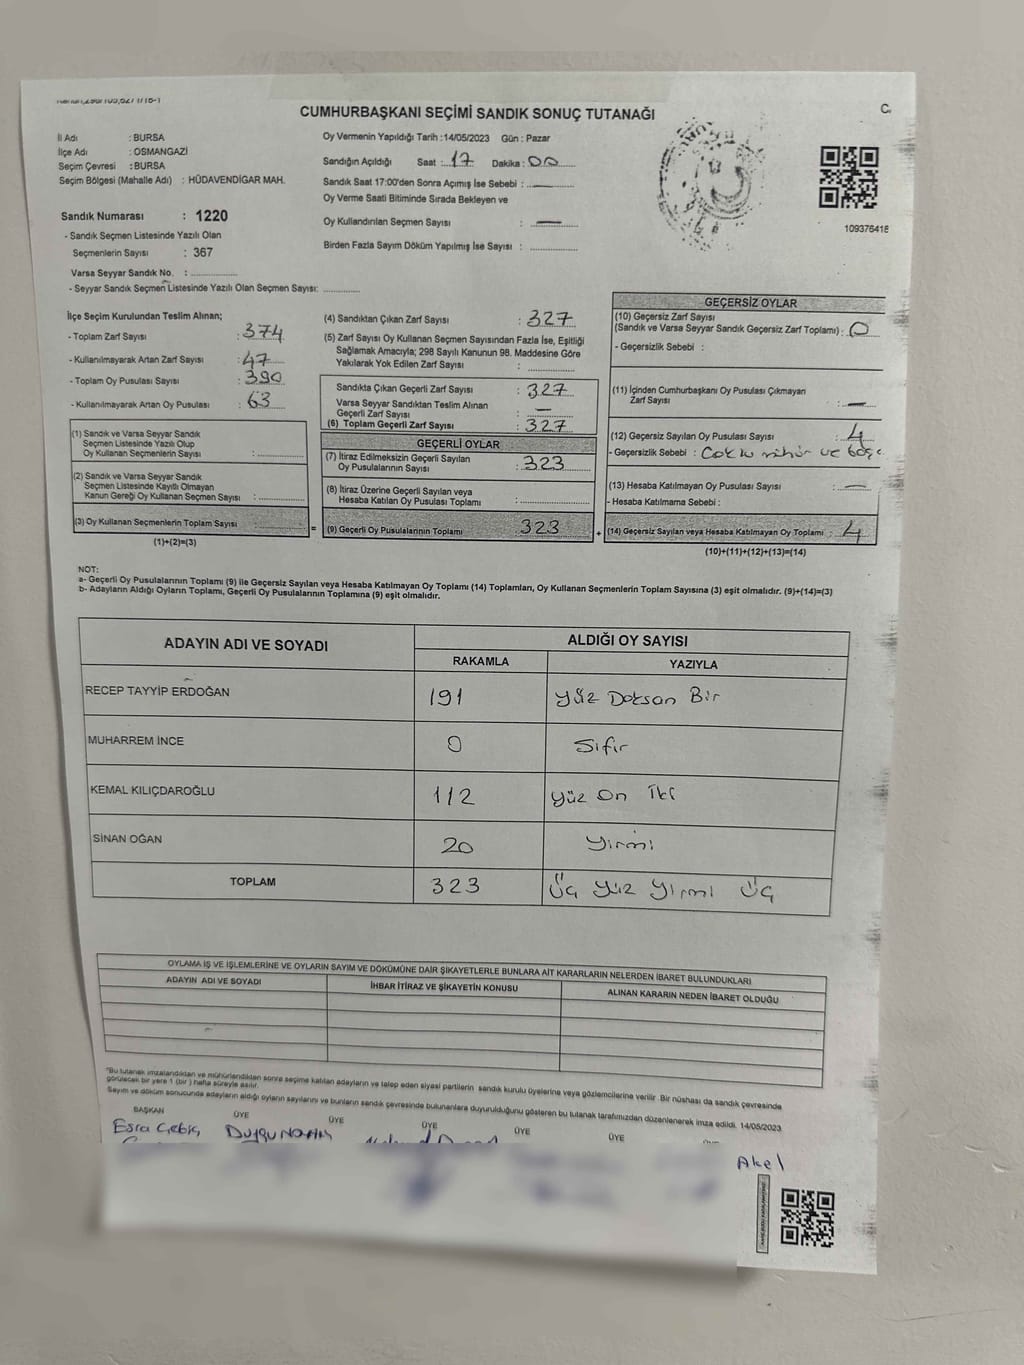 CUMHURBAŞKANI SEÇİMİ SANDIK SONUÇ TUTANAĞI
İl Adı : BURSA
İlçe Adı : OSMANGAZİ
Seçim Çevresi : BURSA
Seçim Bölgesi (Mahalle Adı) : HÜDAVENDİGAR MAH.
Sandık Numarası : 1220
- Sandık Seçmen Listesinde Yazılı Olan
Seçmenlerin Sayısı : 367
Varsa Seyyar Sandık No. :
- Seyyar Sandık Seçmen Listesinde Yazılı Olan Seçmen Sayısı:
Oy Vermenin Yapıldığı Tarih :14/05/2023 Gün : Pazar
Sandığın Açıldığı Saat : 17 Dakika : 00
Sandık Saat 17:00'den Sonra Açımış İse Sebebi : —
Oy Verme Saati Bitiminde Sırada Bekleyen ve
Oy Kullandırılan Seçmen Sayısı : —
Birden Fazla Sayım Döküm Yapılmış İse Sayısı :
109376418
İlçe Seçim Kurulundan Teslim Alınan;
- Toplam Zarf Sayısı : 374
- Kullanılmayarak Artan Zarf Sayısı : 47
- Toplam Oy Pusulası Sayısı : 390
- Kullanılmayarak Artan Oy Pusulası : 63
(1) Sandık ve Varsa Seyyar Sandık
Seçmen Listesinde Yazılı Olup
Oy Kullanan Seçmenlerin Sayısı :
(2) Sandık ve Varsa Seyyar Sandık
Seçmen Listesinde Kayıtlı Olmayan
Kanun Gereği Oy Kullanan Seçmen Sayısı :
(3) Oy Kullanan Seçmenlerin Toplam Sayısı
(1)+(2)=(3)
(4) Sandıktan Çıkan Zarf Sayısı : 327
(5) Zarf Sayısı Oy Kullanan Seçmen Sayısından Fazla İse, Eşitliği
Sağlamak Amacıyla; 298 Sayılı Kanunun 98. Maddesine Göre
Yakılarak Yok Edilen Zarf Sayısı :
Sandıkta Çıkan Geçerli Zarf Sayısı : 327
Varsa Seyyar Sandıktan Teslim Alınan
Geçerli Zarf Sayısı : —
(6) Toplam Geçerli Zarf Sayısı : 327
GEÇERLİ OYLAR
(7) İtiraz Edilmeksizin Geçerli Sayılan
Oy Pusulalarının Sayısı : 323
(8) İtiraz Üzerine Geçerli Sayılan veya
Hesaba Katılan Oy Pusulaları Toplamı :
= (9) Geçerli Oy Pusulalarının Toplamı 323
GEÇERSİZ OYLAR
(10) Geçersiz Zarf Sayısı
(Sandık ve Varsa Seyyar Sandık Geçersiz Zarf Toplamı) : 0
- Geçersizlik Sebebi :
(11) İçinden Cumhurbaşkanı Oy Pusulası Çıkmayan
Zarf Sayısı : —
(12) Geçersiz Sayılan Oy Pusulası Sayısı : 4
- Geçersizlik Sebebi : Coklu mühür ve boş
(13) Hesaba Katılmayan Oy Pusulası Sayısı : —
- Hesaba Katılmama Sebebi :
+ (14) Geçersiz Sayılan veya Hesaba Katılmayan Oy Toplamı : 4
(10)+(11)+(12)+(13)=(14)
NOT:
a- Geçerli Oy Pusulalarının Toplamı (9) ile Geçersiz Sayılan veya Hesaba Katılmayan Oy Toplamı (14) Toplamları, Oy Kullanan Seçmenlerin Toplam Sayısına (3) eşit olmalıdır. (9)+(14)=(3)
b- Adayların Aldığı Oyların Toplamı, Geçerli Oy Pusulalarının Toplamına (9) eşit olmalıdır.
ADAYIN ADI VE SOYADI ALDIĞI OY SAYISI
RAKAMLA YAZIYLA
RECEP TAYYİP ERDOĞAN 191 Yüz Doksan Bir
MUHARREM İNCE 0 Sıfır
KEMAL KILIÇDAROĞLU 112 Yüz On İki
SİNAN OĞAN 20 Yirmi
TOPLAM 323 Üç Yüz Yirmi Üç
OYLAMA İŞ VE İŞLEMLERİNE VE OYLARIN SAYIM VE DÖKÜMÜNE DAİR ŞİKAYETLERLE BUNLARA AİT KARARLARIN NELERDEN İBARET BULUNDUKLARI
ADAYIN ADI VE SOYADI İHBAR İTİRAZ VE ŞİKAYETİN KONUSU ALINAN KARARIN NEDEN İBARET OLDUĞU
"Bu tutanak imzalandıktan ve mühürlendikten sonra seçime katılan adayların ve talep eden siyasi partilerin sandık kurulu üyelerine veya gözlemcilerine verilir. Bir nüshası da sandık çevresinde
görülecek bir yere 1 (bir ) hafta süreyle asılır.
Sayım ve döküm sonucunda adayların aldığı oyların sayılarını ve bunların sandık çevresinde bulunanlara duyurulduğunu gösteren bu tutanak tarafımızdan düzenlenerek imza edildi. 14/05/2023
BAŞKAN ÜYE ÜYE ÜYE ÜYE ÜYE
Esra
Akel